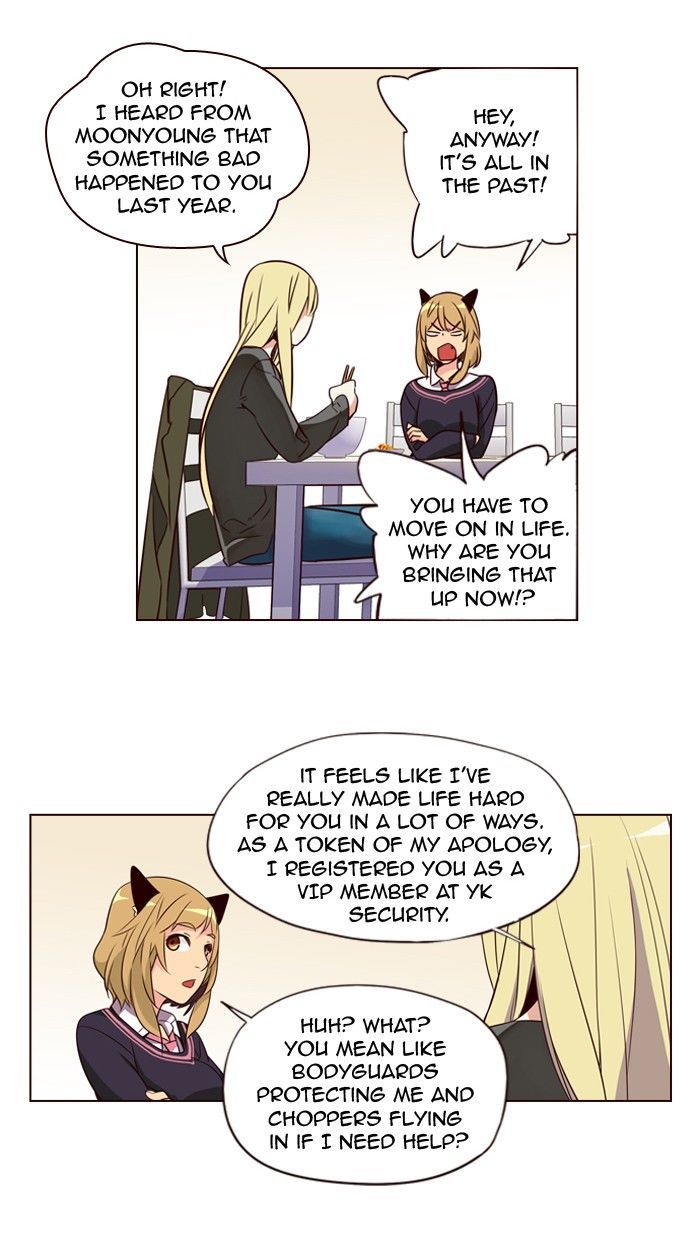 OH RIGHT!
I HEARD FROM
MOONYOUNG THAT
SOMETHING BAD
HAPPENED TO YOU
LAST YEAR.
HEY,
ANYWAY!
IT'S ALL IN
THE PAST!
YOU HAVE TO
MOVE ON IN LIFE.
WHY ARE YOU
BRINGING THAT
UP NOW!?
IT FEELS LIKE I'VE
REALLY MADE LIFE HARD
FOR YOU IN A LOT OF WAYS.
AS A TOKEN OF MY APOLOGY,
I REGISTERED YOU AS A
VIP MEMBER AT YK
SECURITY.
HUH? WHAT?
YOU MEAN LIKE
BODYGUARDS
PROTECTING ME AND
CHOPPERS FLYING
IN IF I NEED HELP?